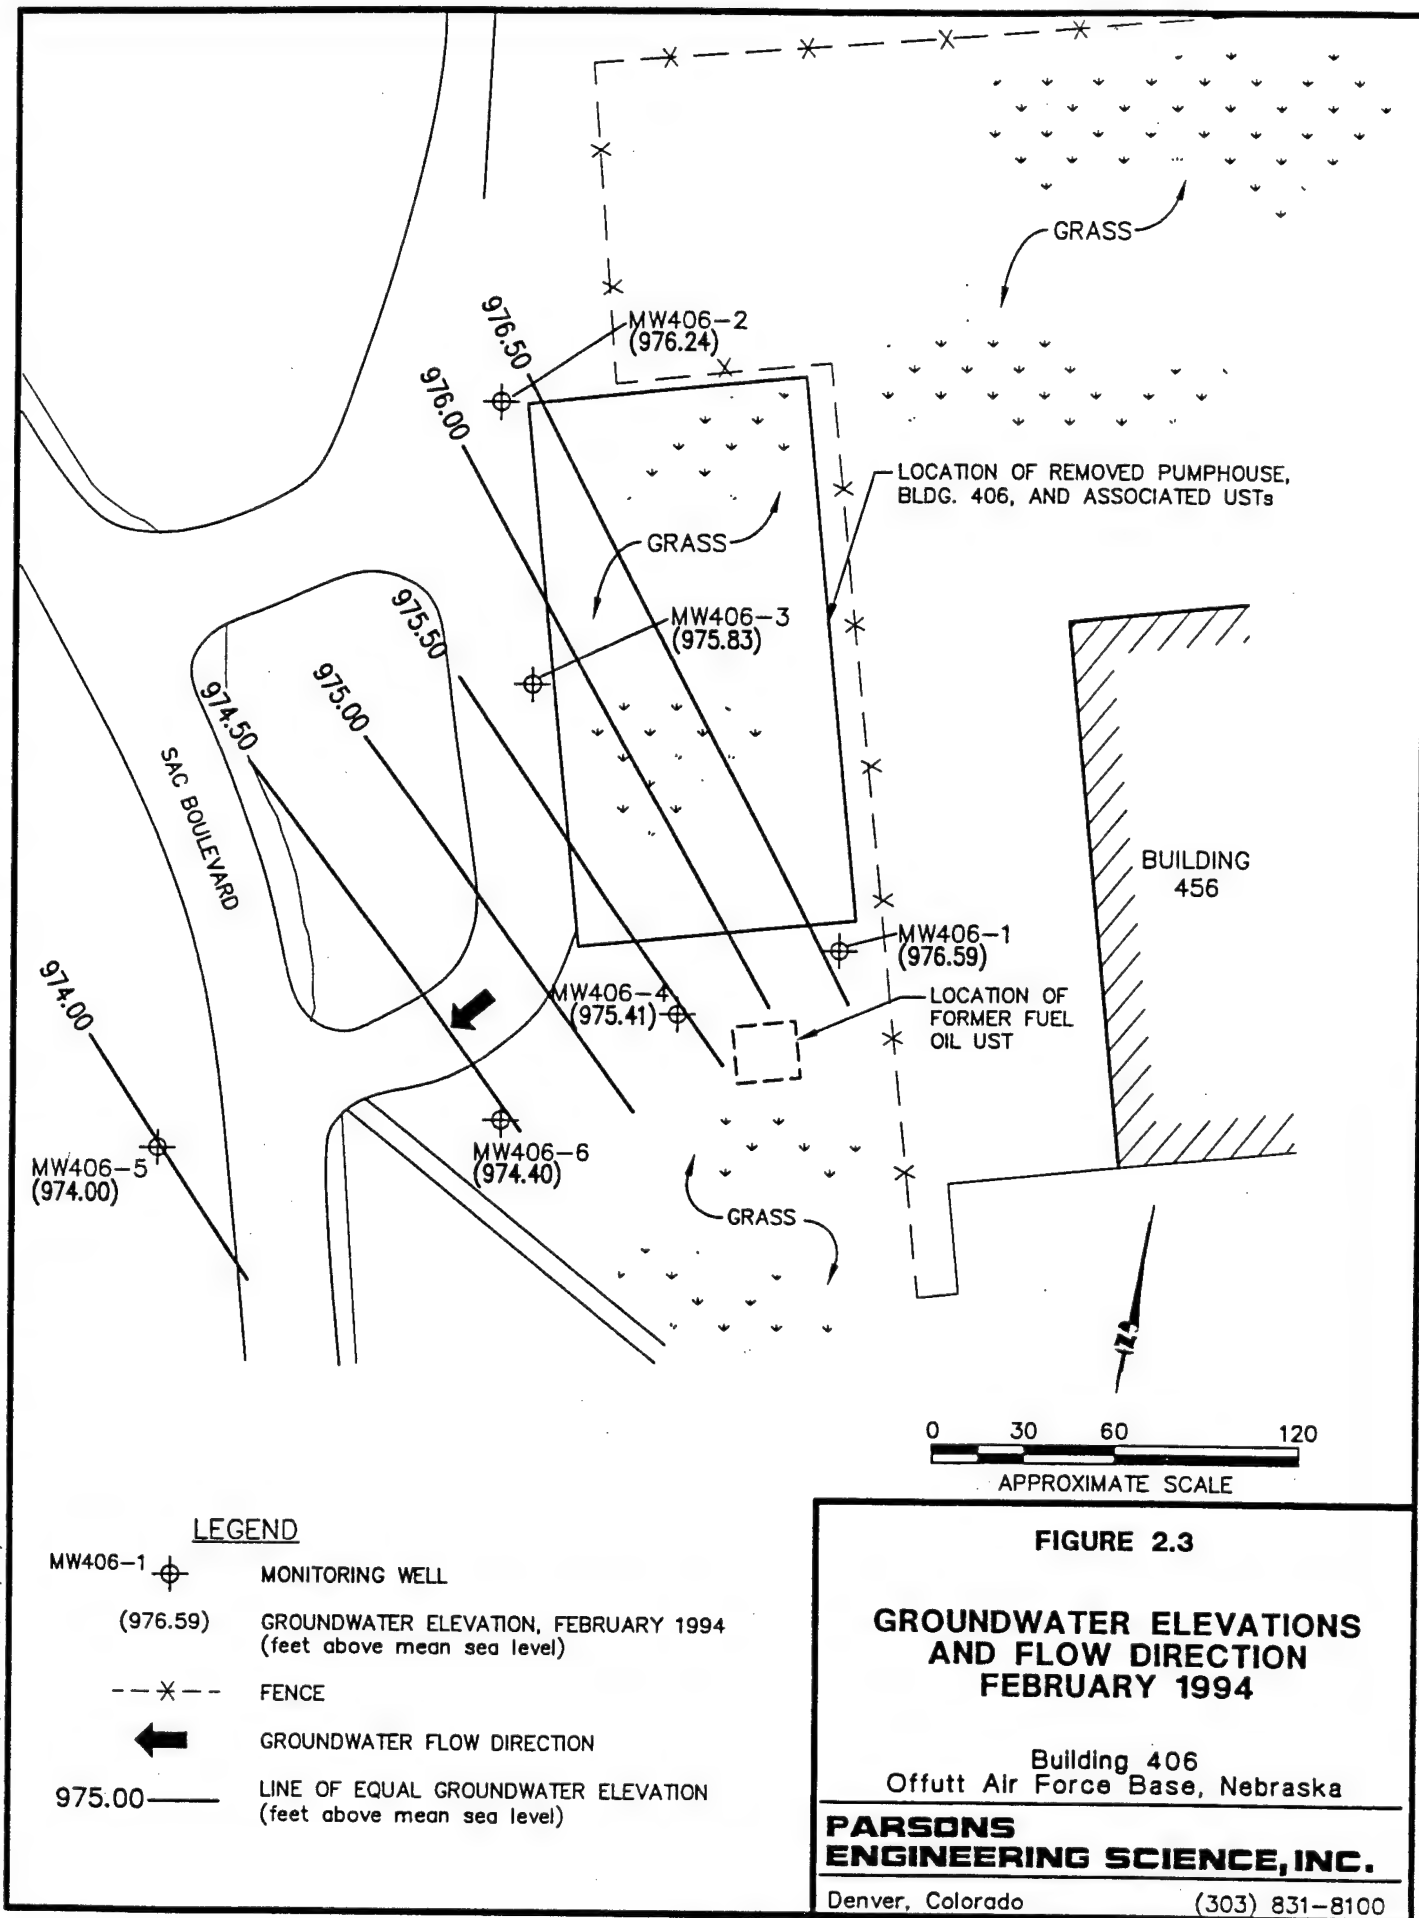 GRASS
976.50
MW406-2
(976.24)
976.00
LOCATION OF REMOVED PUMPHOUSE,
BLDG. 406, AND ASSOCIATED USTs
GRASS
975.50
MW406-3
(975.83)
975.00
974.50
SAC BOULEVARD
BUILDING
456
MW406-1
(976.59)
974.00
MW406-4
(975.41)
LOCATION OF
FORMER FUEL
OIL UST
MW406-5
(974.00)
MW406-6
(974.40)
GRASS
N
0 30 60 120
APPROXIMATE SCALE
LEGEND
MW406-1
MONITORING WELL
(976.59)
GROUNDWATER ELEVATION, FEBRUARY 1994
(feet above mean sea level)
FENCE
GROUNDWATER FLOW DIRECTION
975.00
LINE OF EQUAL GROUNDWATER ELEVATION
(feet above mean sea level)
FIGURE 2.3
GROUNDWATER ELEVATIONS
AND FLOW DIRECTION
FEBRUARY 1994
Building 406
Offutt Air Force Base, Nebraska
PARSONS
ENGINEERING SCIENCE, INC.
Denver, Colorado (303) 831-8100